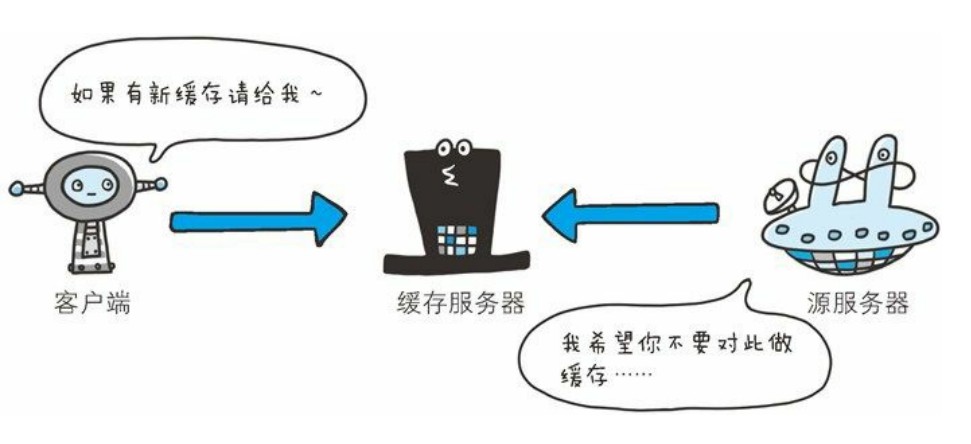 如果有新缓存请给我~
客户端
缓存服务器
源服务器
我希望你不要对此做
缓存……